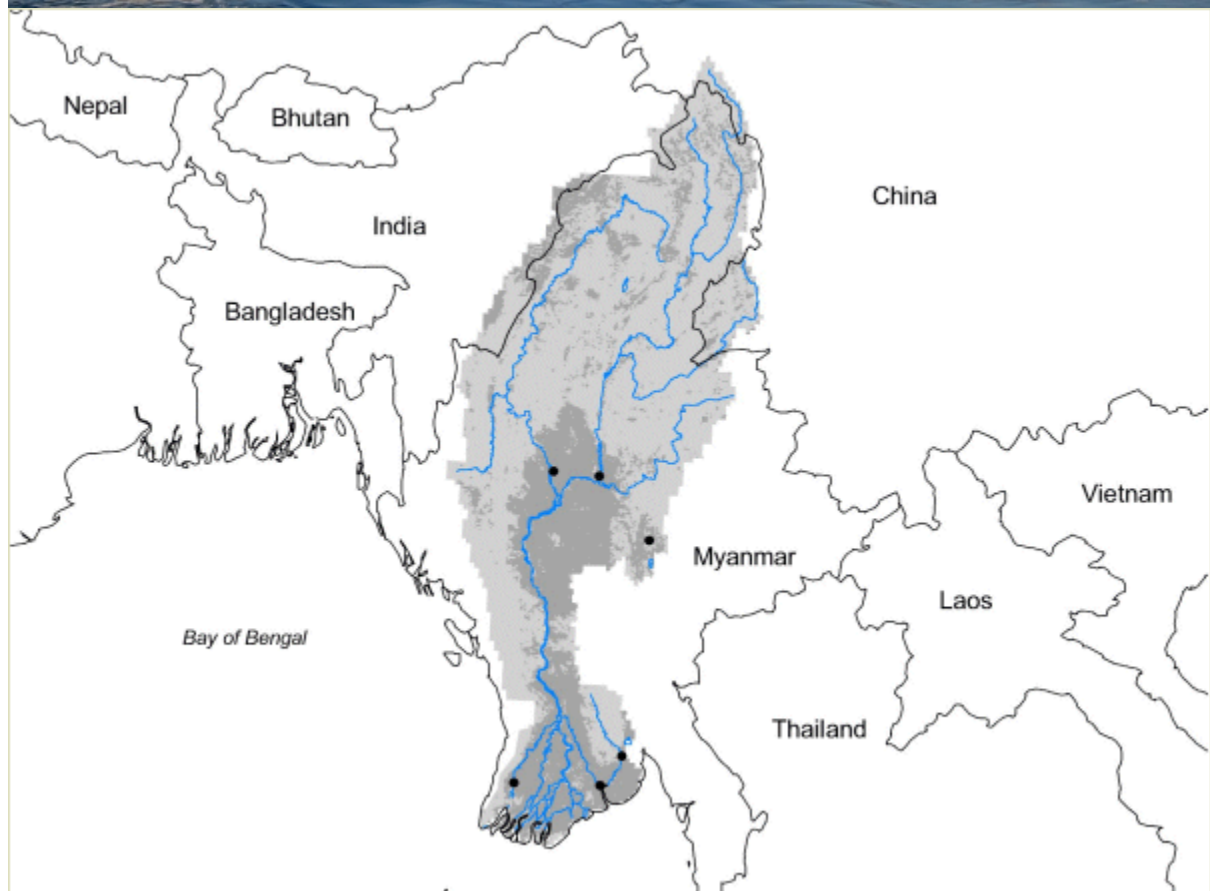 Nepal
Bhutan
China
India
Bangladesh
Vietnam
Myanmar
Laos
Bay of Bengal
Thailand